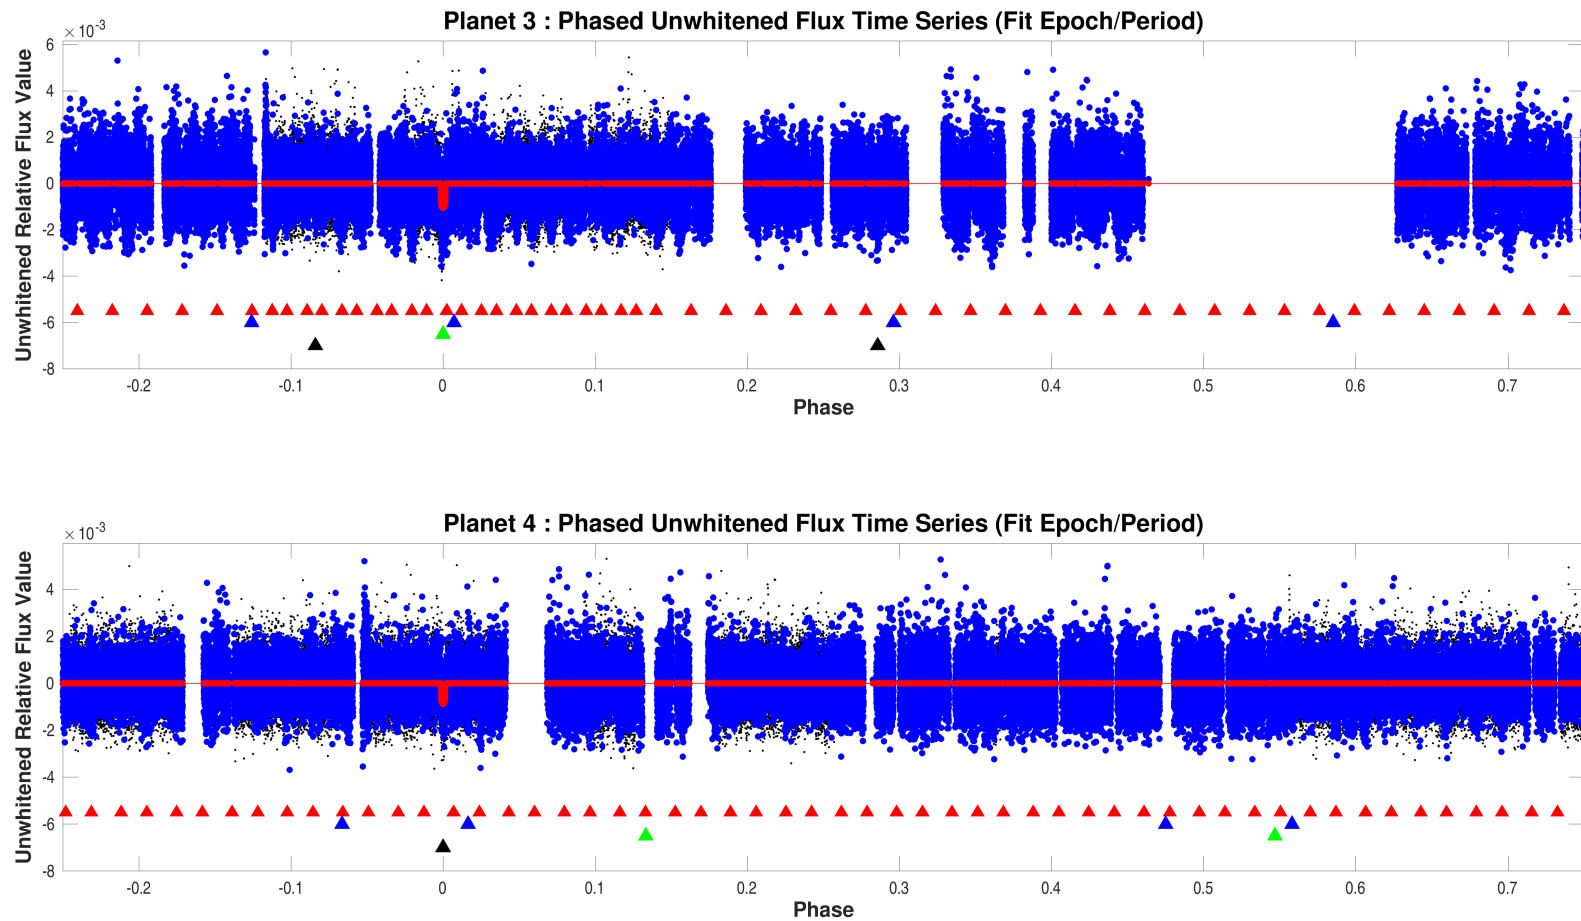 Planet 3 : Phased Unwhitened Flux Time Series (Fit Epoch/Period)
×10-3
6
4
2
0
-2
-4
-6
-8
Unwhitened Relative Flux Value
-0.2 -0.1 0 0.1 0.2 0.3 0.4 0.5 0.6 0.7
Phase
Planet 4 : Phased Unwhitened Flux Time Series (Fit Epoch/Period)
×10-3
4
2
0
-2
-4
-6
-8
Unwhitened Relative Flux Value
-0.2 -0.1 0 0.1 0.2 0.3 0.4 0.5 0.6 0.7
Phase